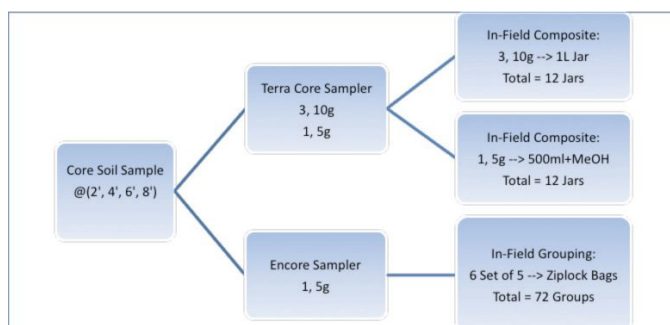 Core Soil Sample
@(2', 4', 6', 8')
Terra Core Sampler
3, 10g
1, 5g
Encore Sampler
1, 5g
In-Field Composite:
3, 10g --> 1L Jar
Total = 12 Jars
In-Field Composite:
1, 5g --> 500ml+MeOH
Total = 12 Jars
In-Field Grouping:
6 Set of 5 --> Ziplock Bags
Total = 72 Groups